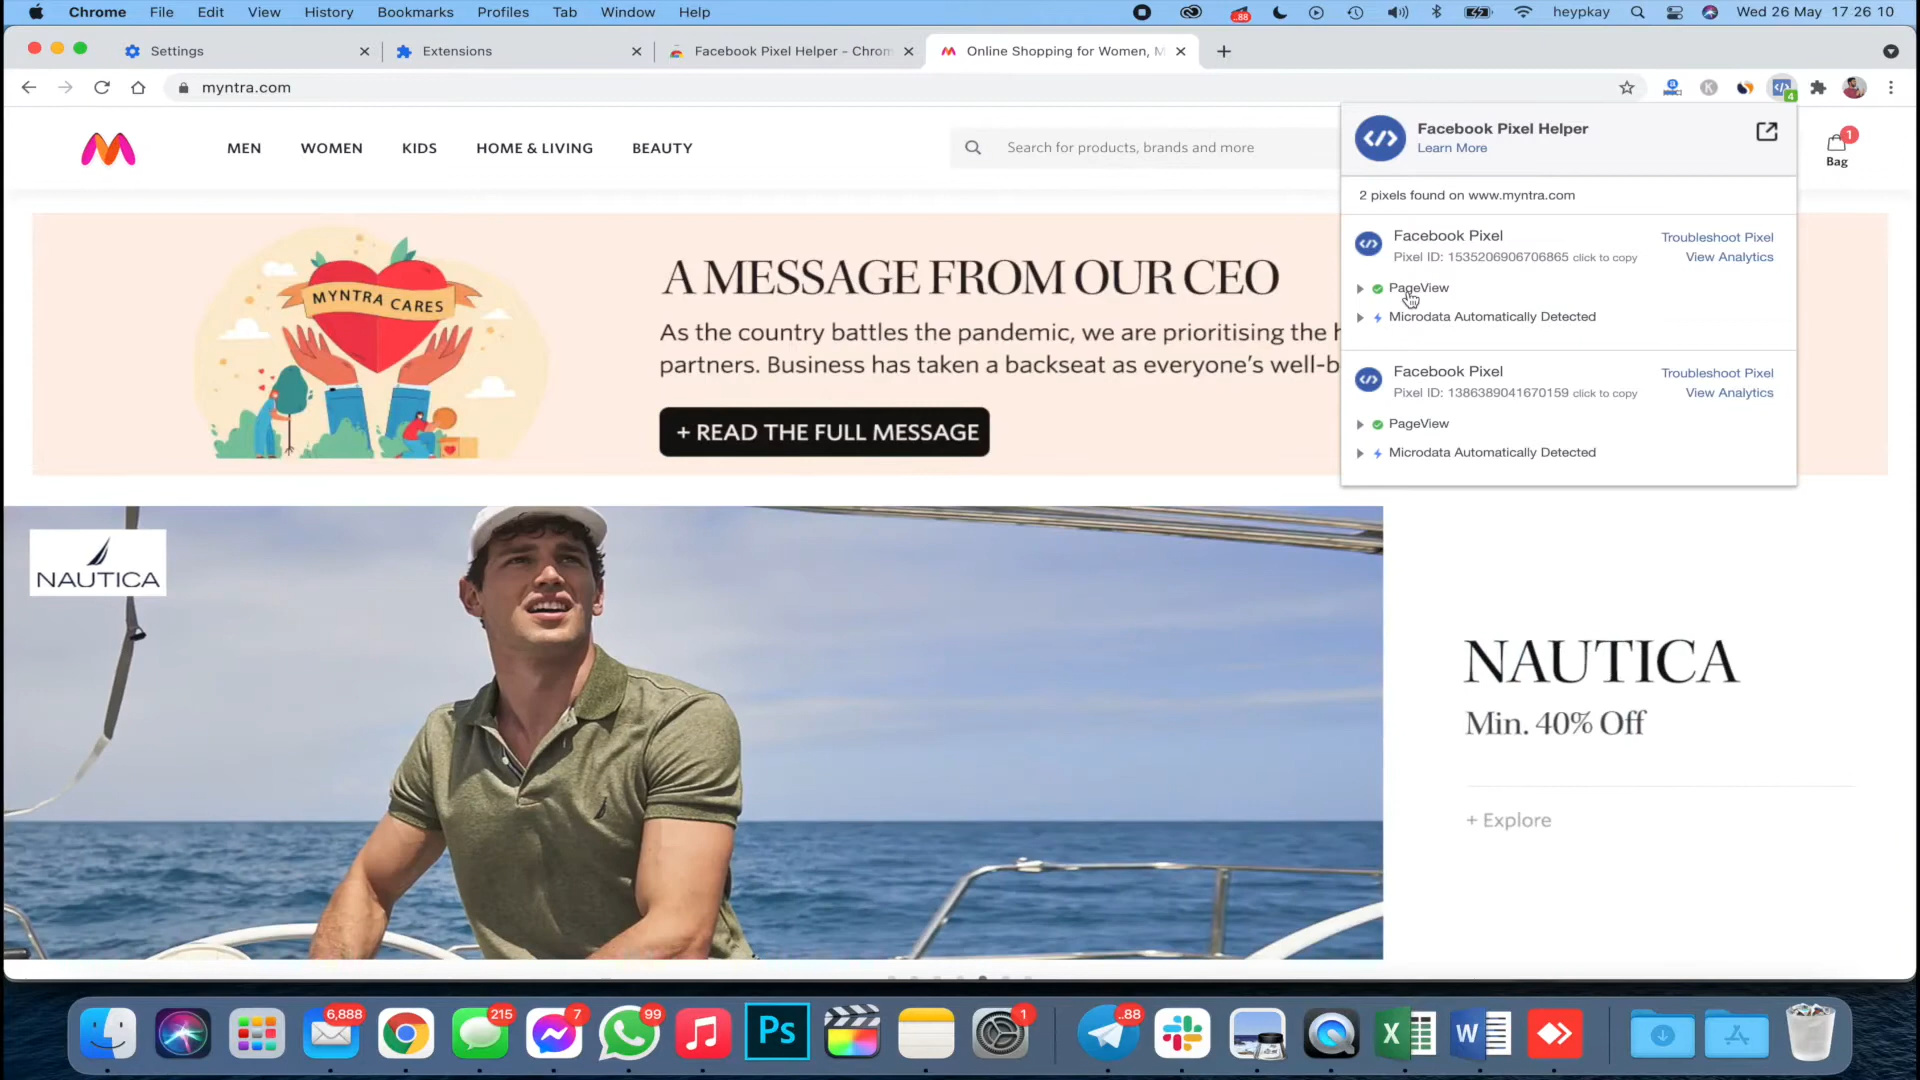 Chrome File Edit View History Bookmarks Profiles Tab Window Help ..88 heypkay Wed 26 May 17 26 10
Settings
Extensions
Facebook Pixel Helper - Chrom
Online Shopping for Women, M
myntra.com
4
MEN WOMEN KIDS HOME & LIVING BEAUTY
Search for products, brands and more
1
Bag
Facebook Pixel Helper
Learn More
2 pixels found on www.myntra.com
Facebook Pixel
Troubleshoot Pixel
Pixel ID: 1535206906706865 click to copy
View Analytics
PageView
Microdata Automatically Detected
Facebook Pixel
Troubleshoot Pixel
Pixel ID: 1386389041670159 click to copy
View Analytics
PageView
Microdata Automatically Detected
MYNTRA CARES
A MESSAGE FROM OUR CEO
As the country battles the pandemic, we are prioritising the h
partners. Business has taken a backseat as everyone's well-b
+ READ THE FULL MESSAGE
NAUTICA
NAUTICA
Min. 40% Off
+ Explore
6,888 215 7 99 1 ..88
Ps
X
W